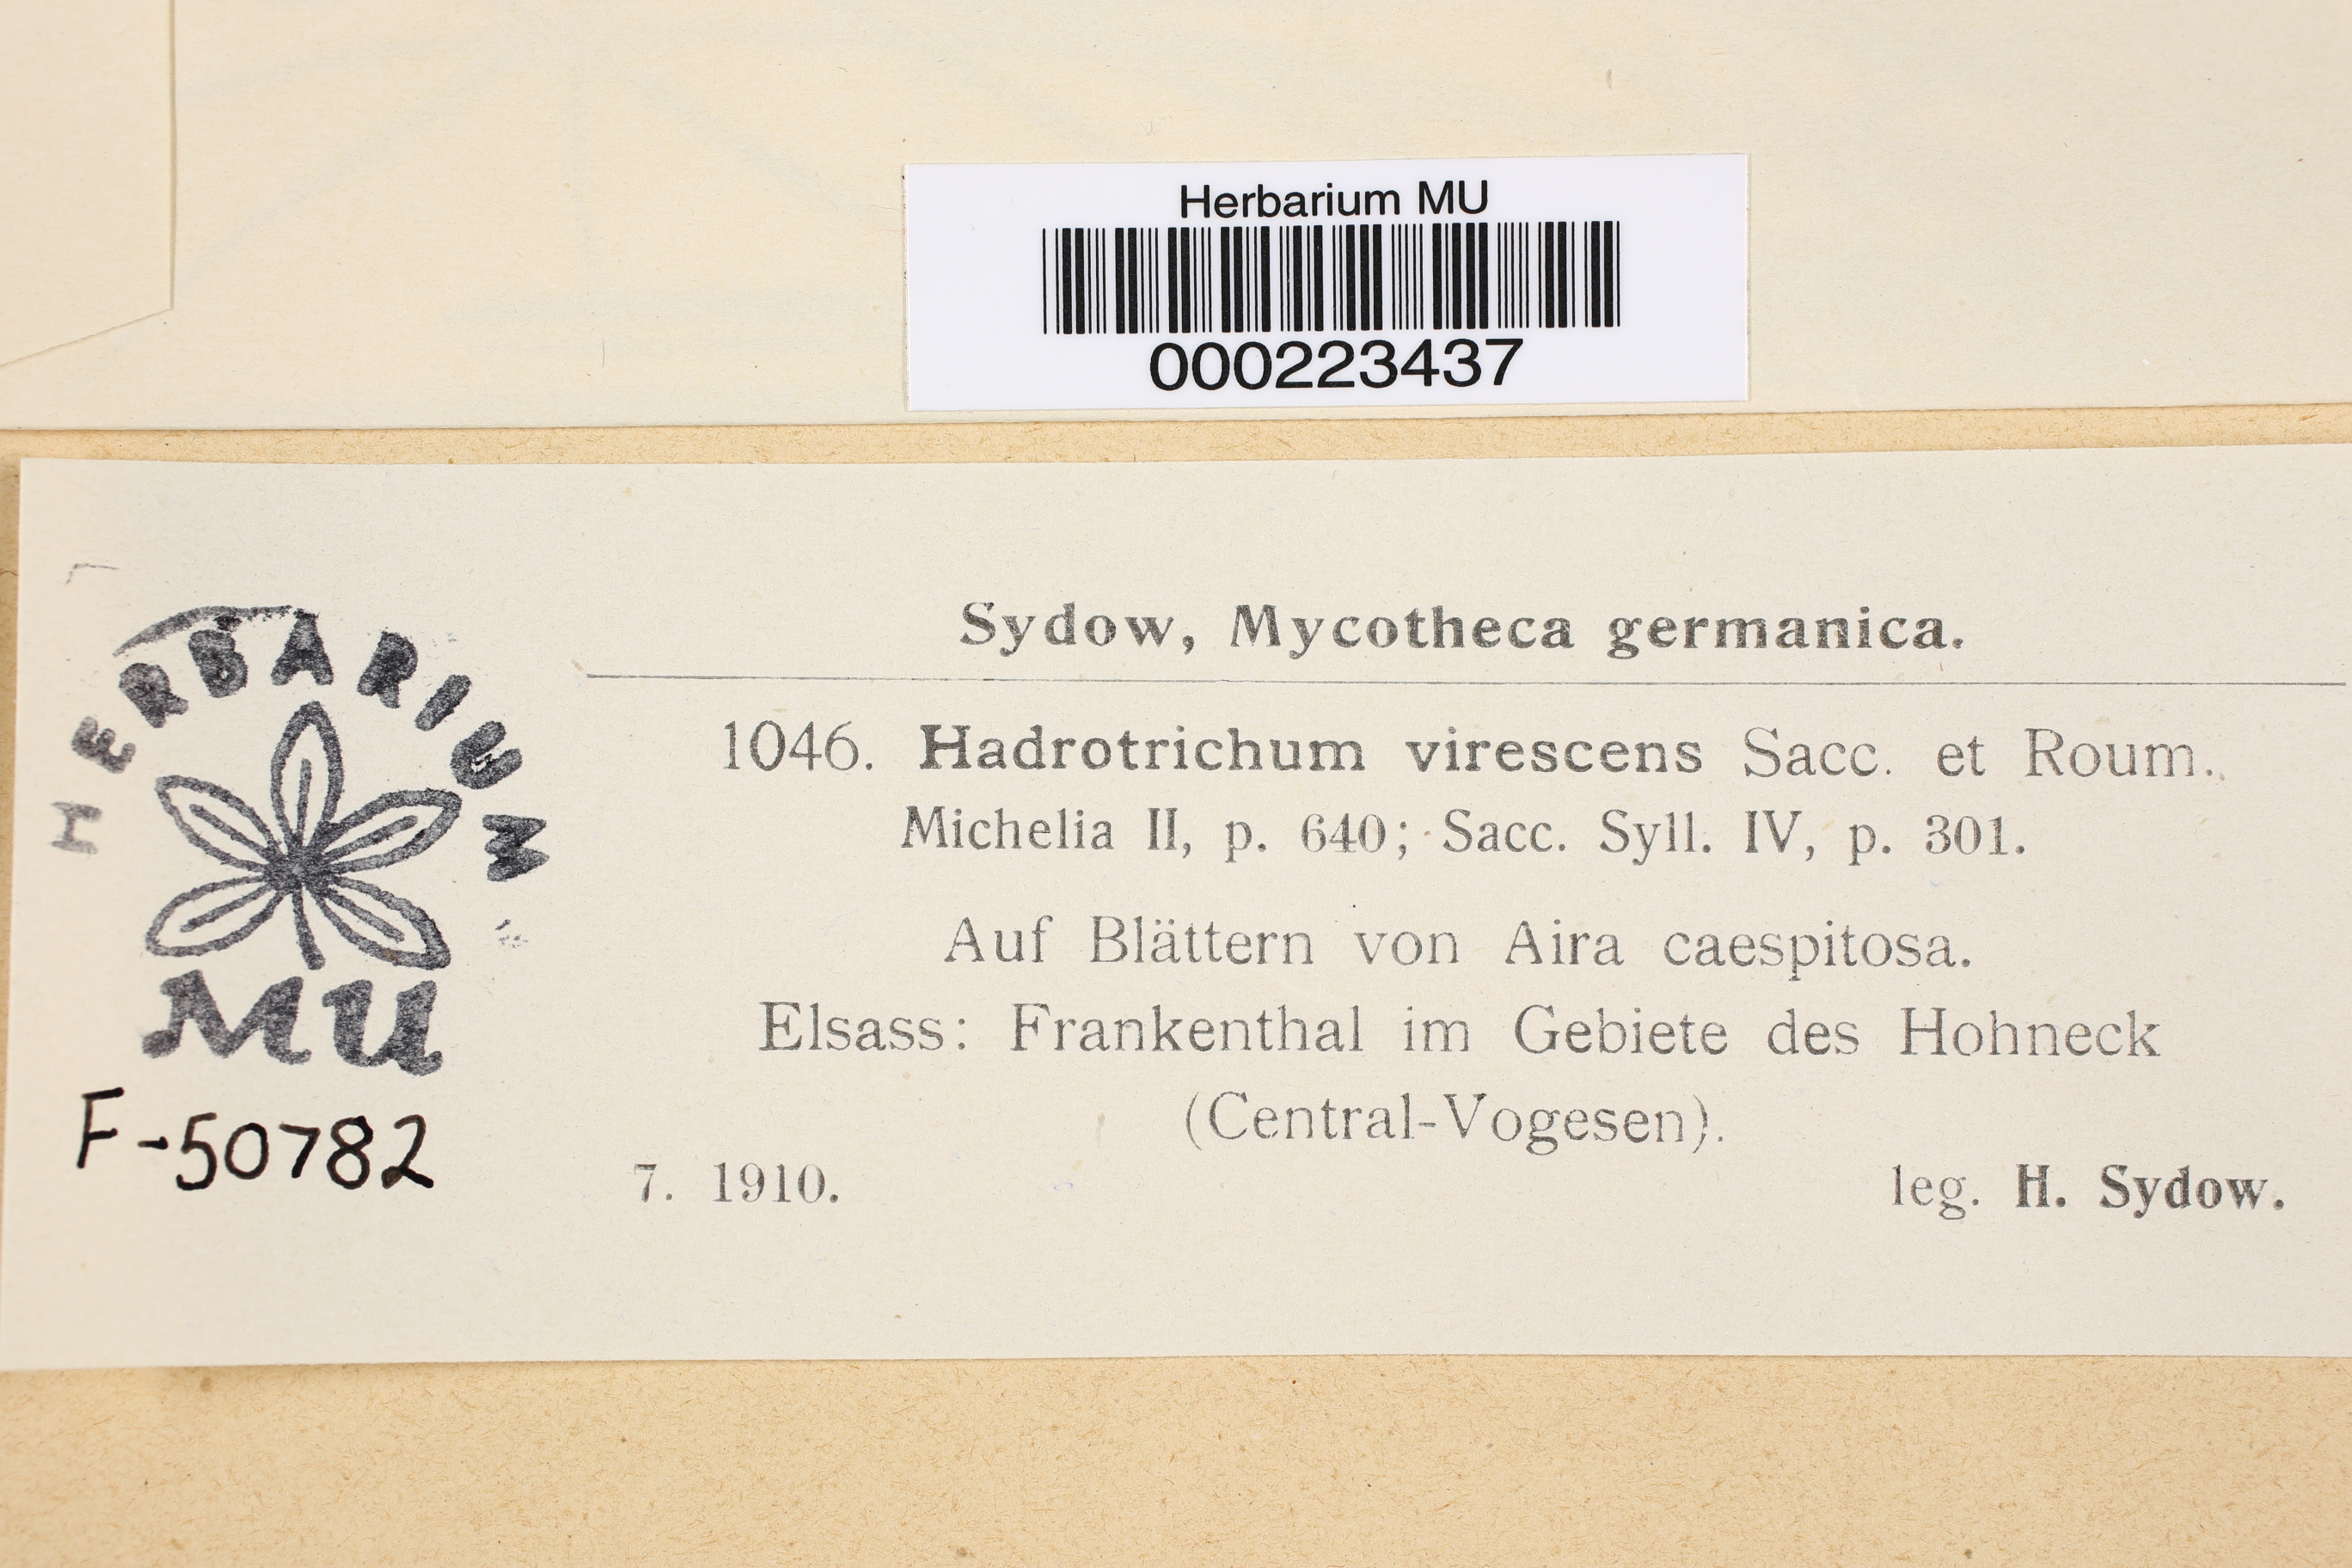 Herbarium MU
000223437
HERBARIUM
MU
F-50782
Sydow, Mycotheca germanica.
1046. Hadrotrichum virescens Sacc. et Roum.
Michelia II, p. 640; Sacc. Syll. IV, p. 301.
Auf Blättern von Aira caespitosa.
Elsass: Frankenthal im Gebiete des Hohneck
(Central-Vogesen).
7. 1910. leg. H. Sydow.